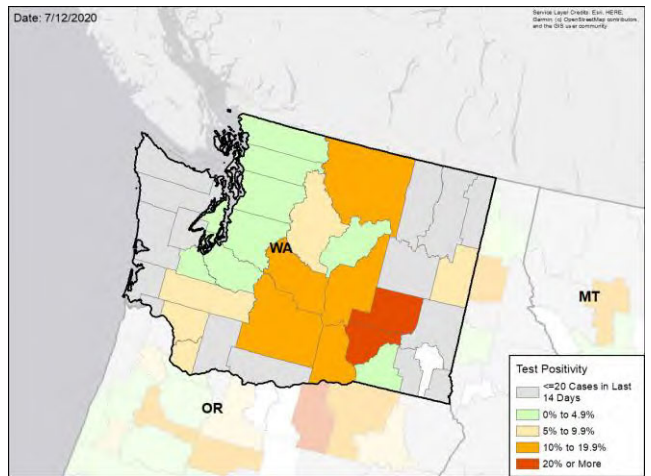 Date: 7/12/2020
Service Layer Credits: Esri, HERE,
Garmin, (c) OpenStreetMap contributors,
and the GIS user community
WA
MT
OR
Test Positivity
<=20 Cases in Last
14 Days
0% to 4.9%
5% to 9.9%
10% to 19.9%
20% or More